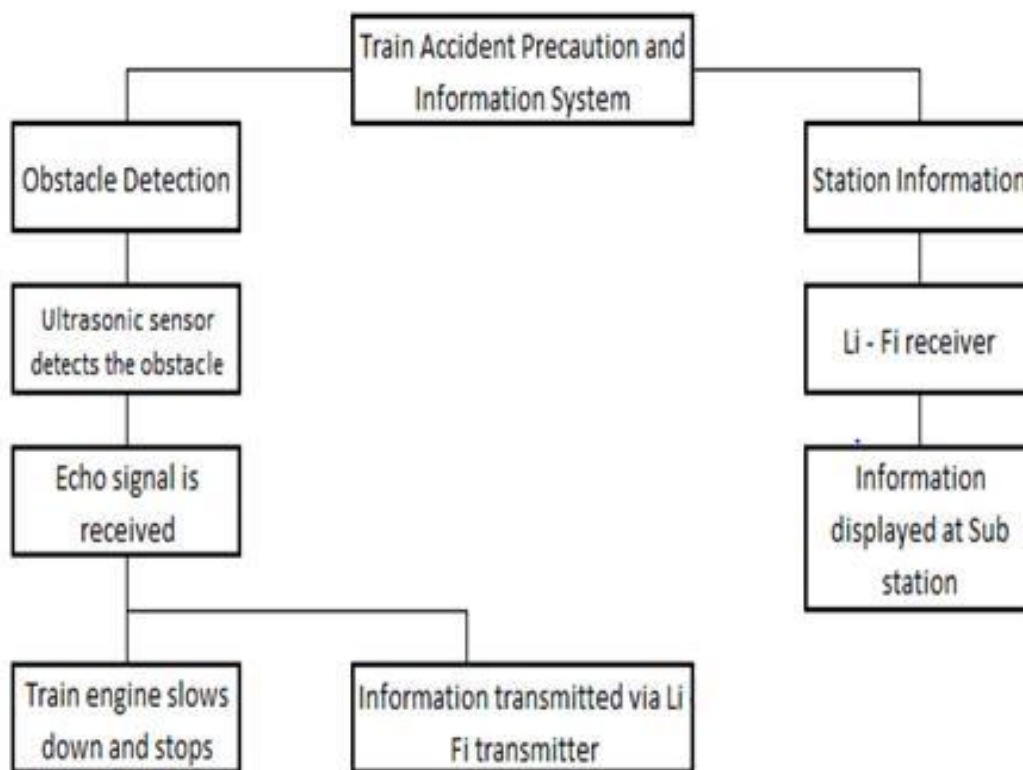 Train Accident Precaution and
Information System
Obstacle Detection
Station Information
Ultrasonic sensor
detects the obstacle
Li - Fi receiver
Echo signal is
received
Information
displayed at Sub
station
Train engine slows
down and stops
Information transmitted via Li
Fi transmitter